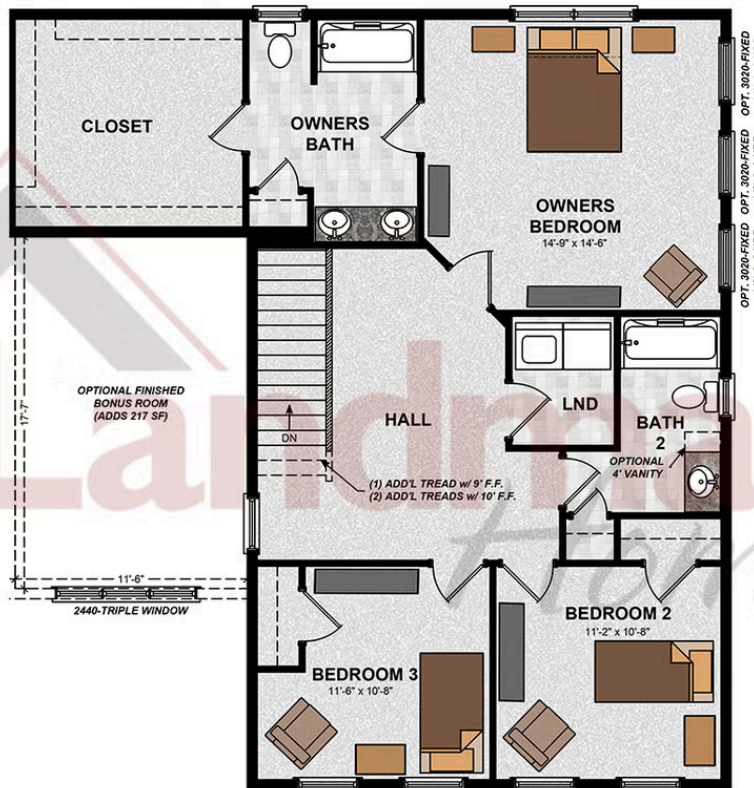 CLOSET
OWNERS
BATH
OWNERS
BEDROOM
14'-9" x 14'-6"
OPT. 3020-FIXED
OPT. 3020-FIXED
OPT. 3020-FIXED
OPTIONAL FINISHED
BONUS ROOM
(ADDS 217 SF)
17'-7"
11'-6"
2440-TRIPLE WINDOW
DN
HALL
(1) ADD'L TREAD w/ 9' F.F.
(2) ADD'L TREADS w/ 10' F.F.
LND
BATH
2
OPTIONAL
4' VANITY
BEDROOM 3
11'-6" x 10'-8"
BEDROOM 2
11'-2" x 10'-8"
Landma
Hom